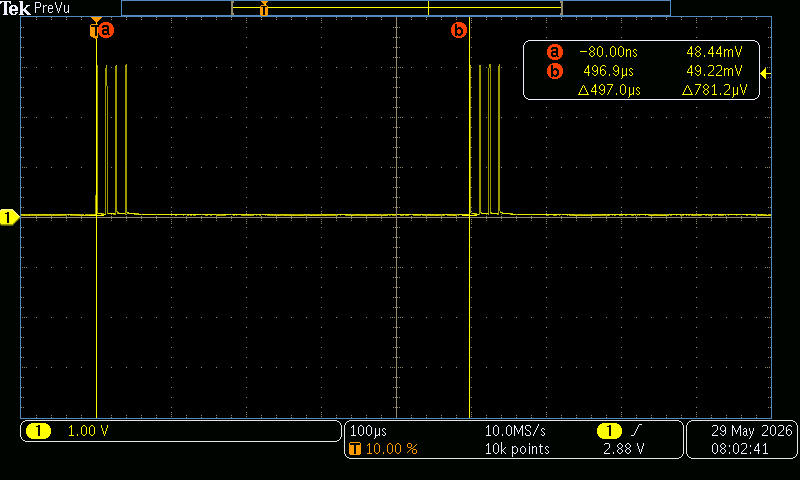 Tek PreVu
T
T a b
a −80.00ns 48.44mV
b 496.9µs 49.22mV
Δ497.0µs Δ781.2µV
1
1 1.00 V
100µs 10.0MS/s 1
T 10.00 % 10k points 2.88 V
29 May 2026
08:02:41